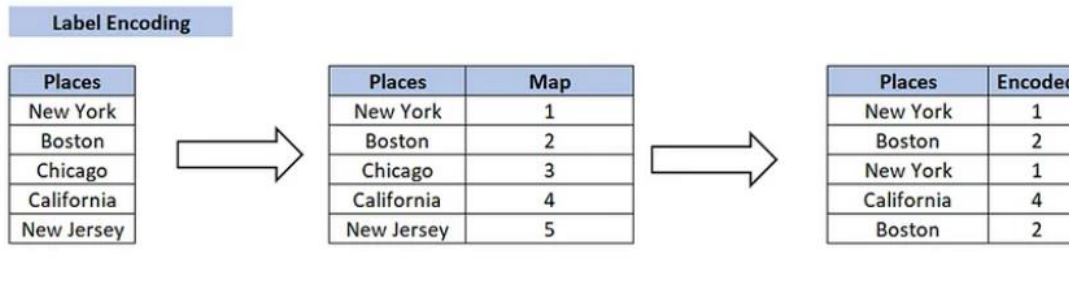 Label Encoding
Places Places Map Places Encoded
New York New York 1 New York 1
Boston Boston 2 Boston 2
Chicago Chicago 3 New York 1
California California 4 California 4
New Jersey New Jersey 5 Boston 2